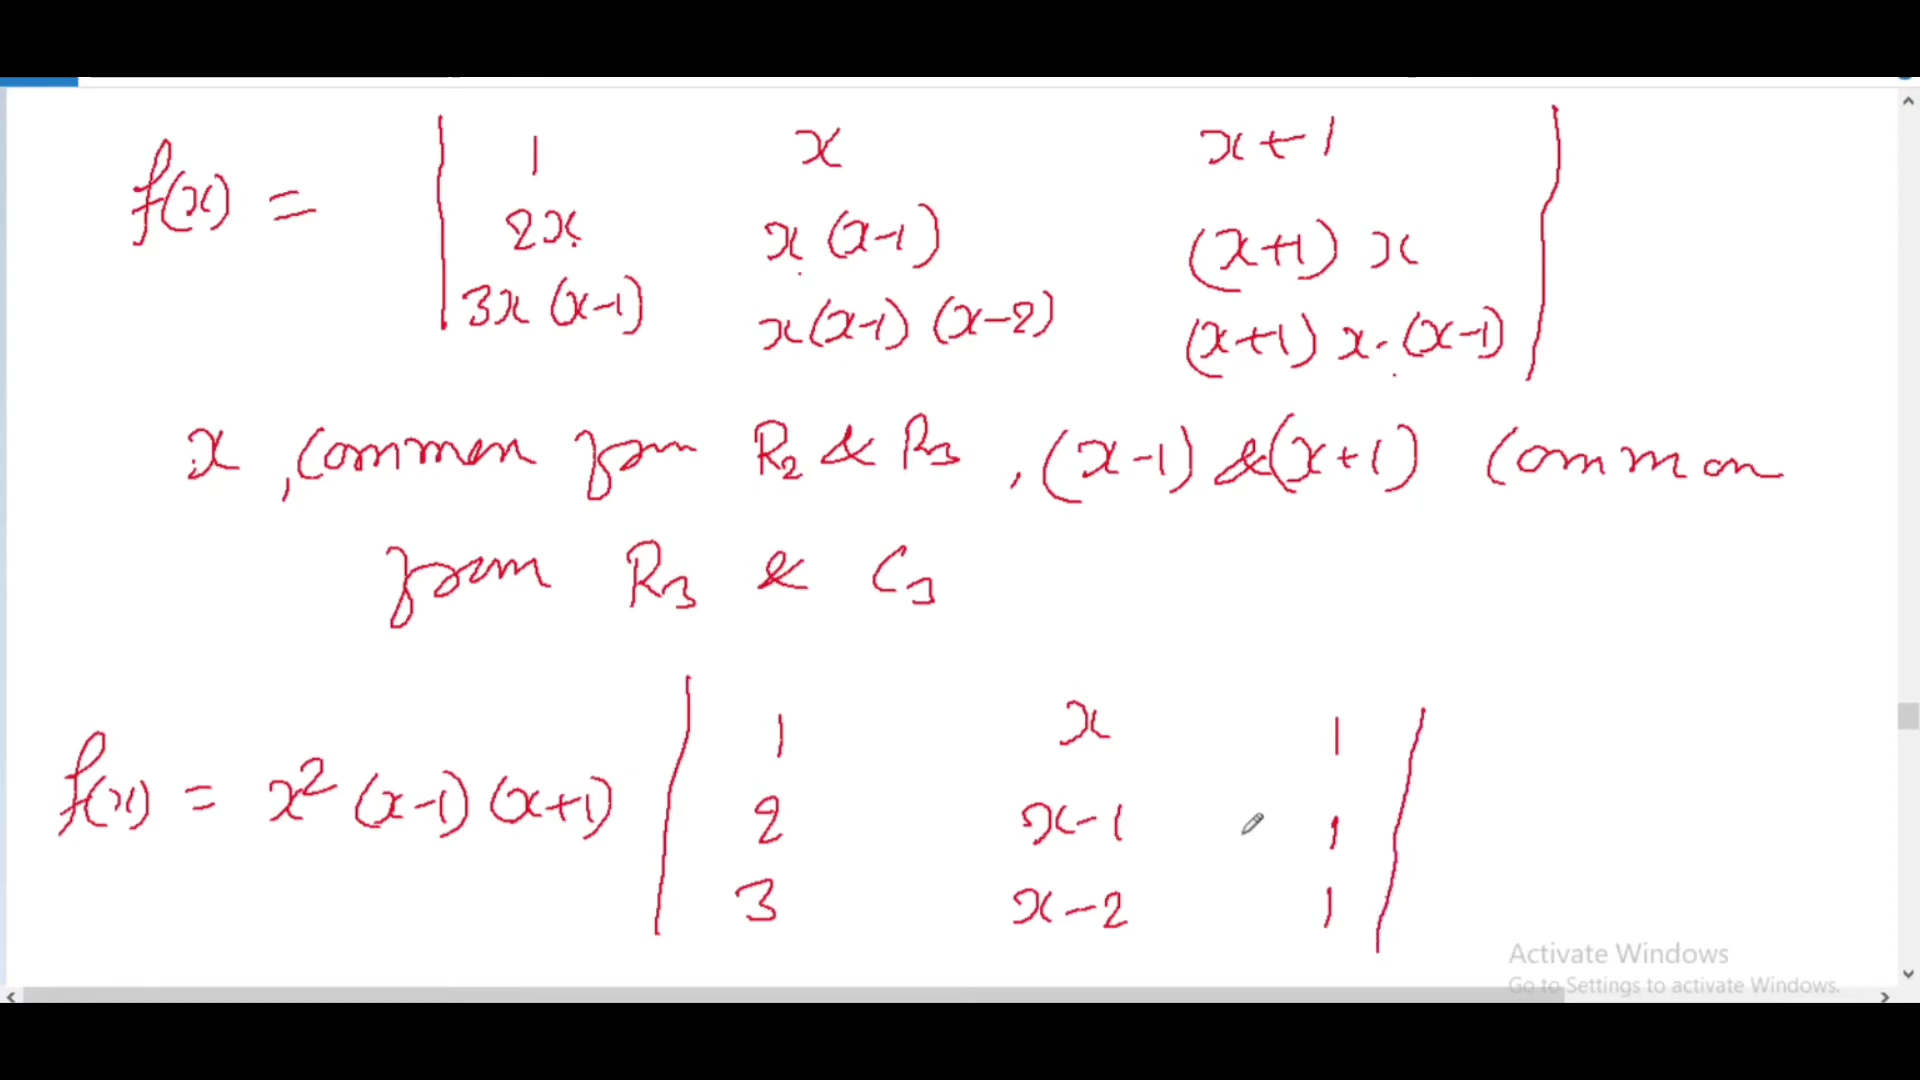 f(x) = | 1 x x+1 |
| 2x x(x-1) (x+1) x |
| 3x (x-1) x(x-1) (x-2) (x+1) x. (x-1) |
x, common from R2 & R3, (x-1) & (x+1) common
from R3 & C3
f(x) = x² (x-1) (x+1) | 1 x 1 |
| 2 x-1 1 |
| 3 x-2 1 |
Activate Windows
Go to Settings to activate Windows.